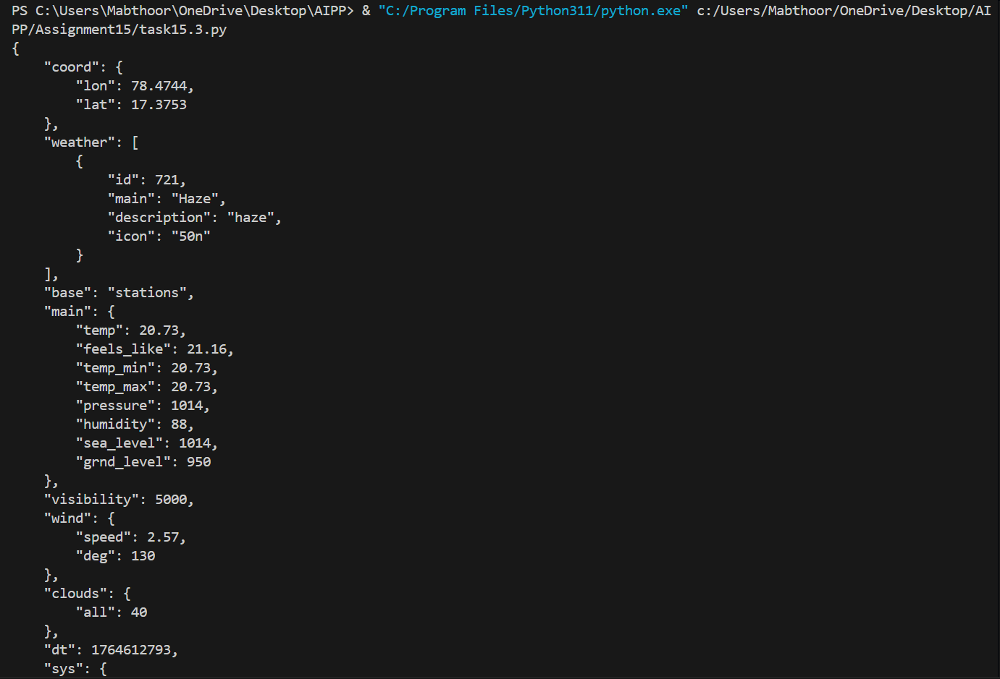 PS C:\Users\Mabthoor\OneDrive\Desktop\AIPP> & "C:/Program Files/Python311/python.exe" c:/Users/Mabthoor/OneDrive/Desktop/AI
PP/Assignment15/task15.3.py
{
    "coord": {
        "lon": 78.4744,
        "lat": 17.3753
    },
    "weather": [
        {
            "id": 721,
            "main": "Haze",
            "description": "haze",
            "icon": "50n"
        }
    ],
    "base": "stations",
    "main": {
        "temp": 20.73,
        "feels_like": 21.16,
        "temp_min": 20.73,
        "temp_max": 20.73,
        "pressure": 1014,
        "humidity": 88,
        "sea_level": 1014,
        "grnd_level": 950
    },
    "visibility": 5000,
    "wind": {
        "speed": 2.57,
        "deg": 130
    },
    "clouds": {
        "all": 40
    },
    "dt": 1764612793,
    "sys": {